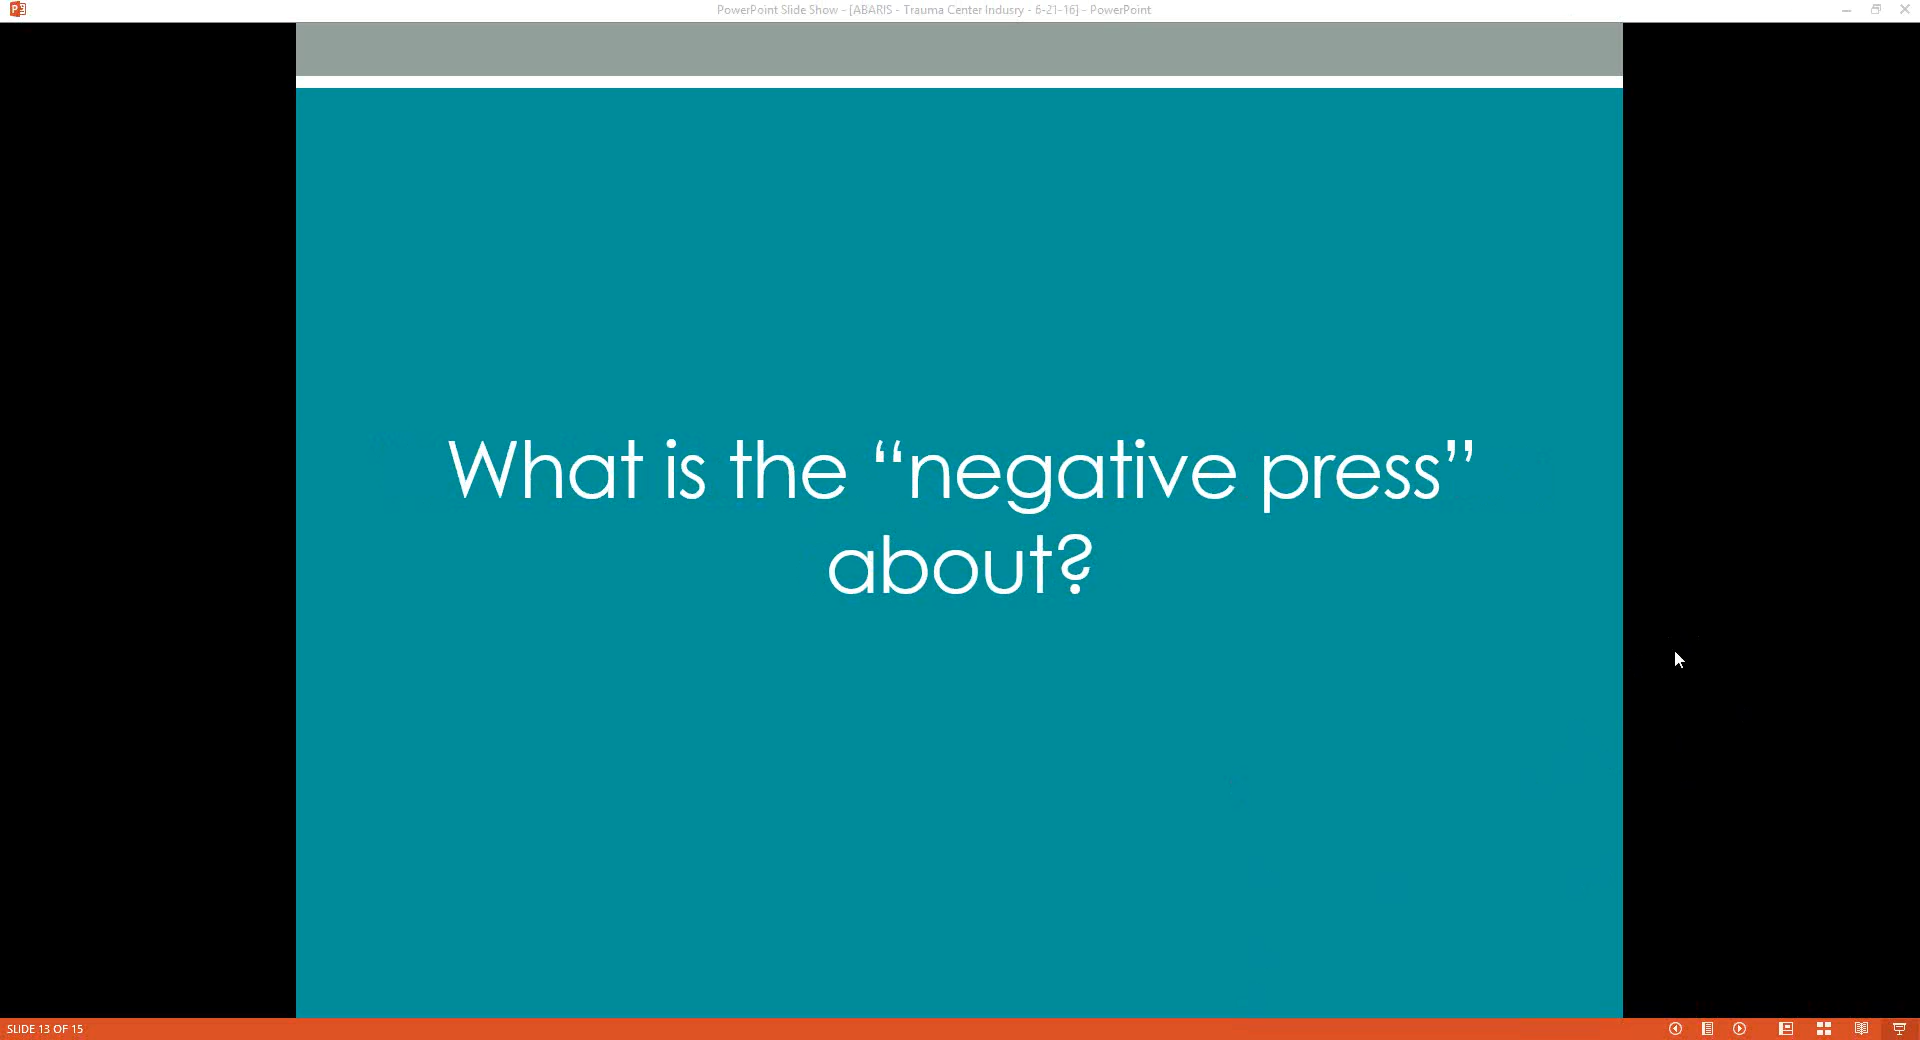 PowerPoint Slide Show - [ABARIS - Trauma Center Indusry - 6-21-16] - PowerPoint
What is the “negative press”
about?
SLIDE 13 OF 15